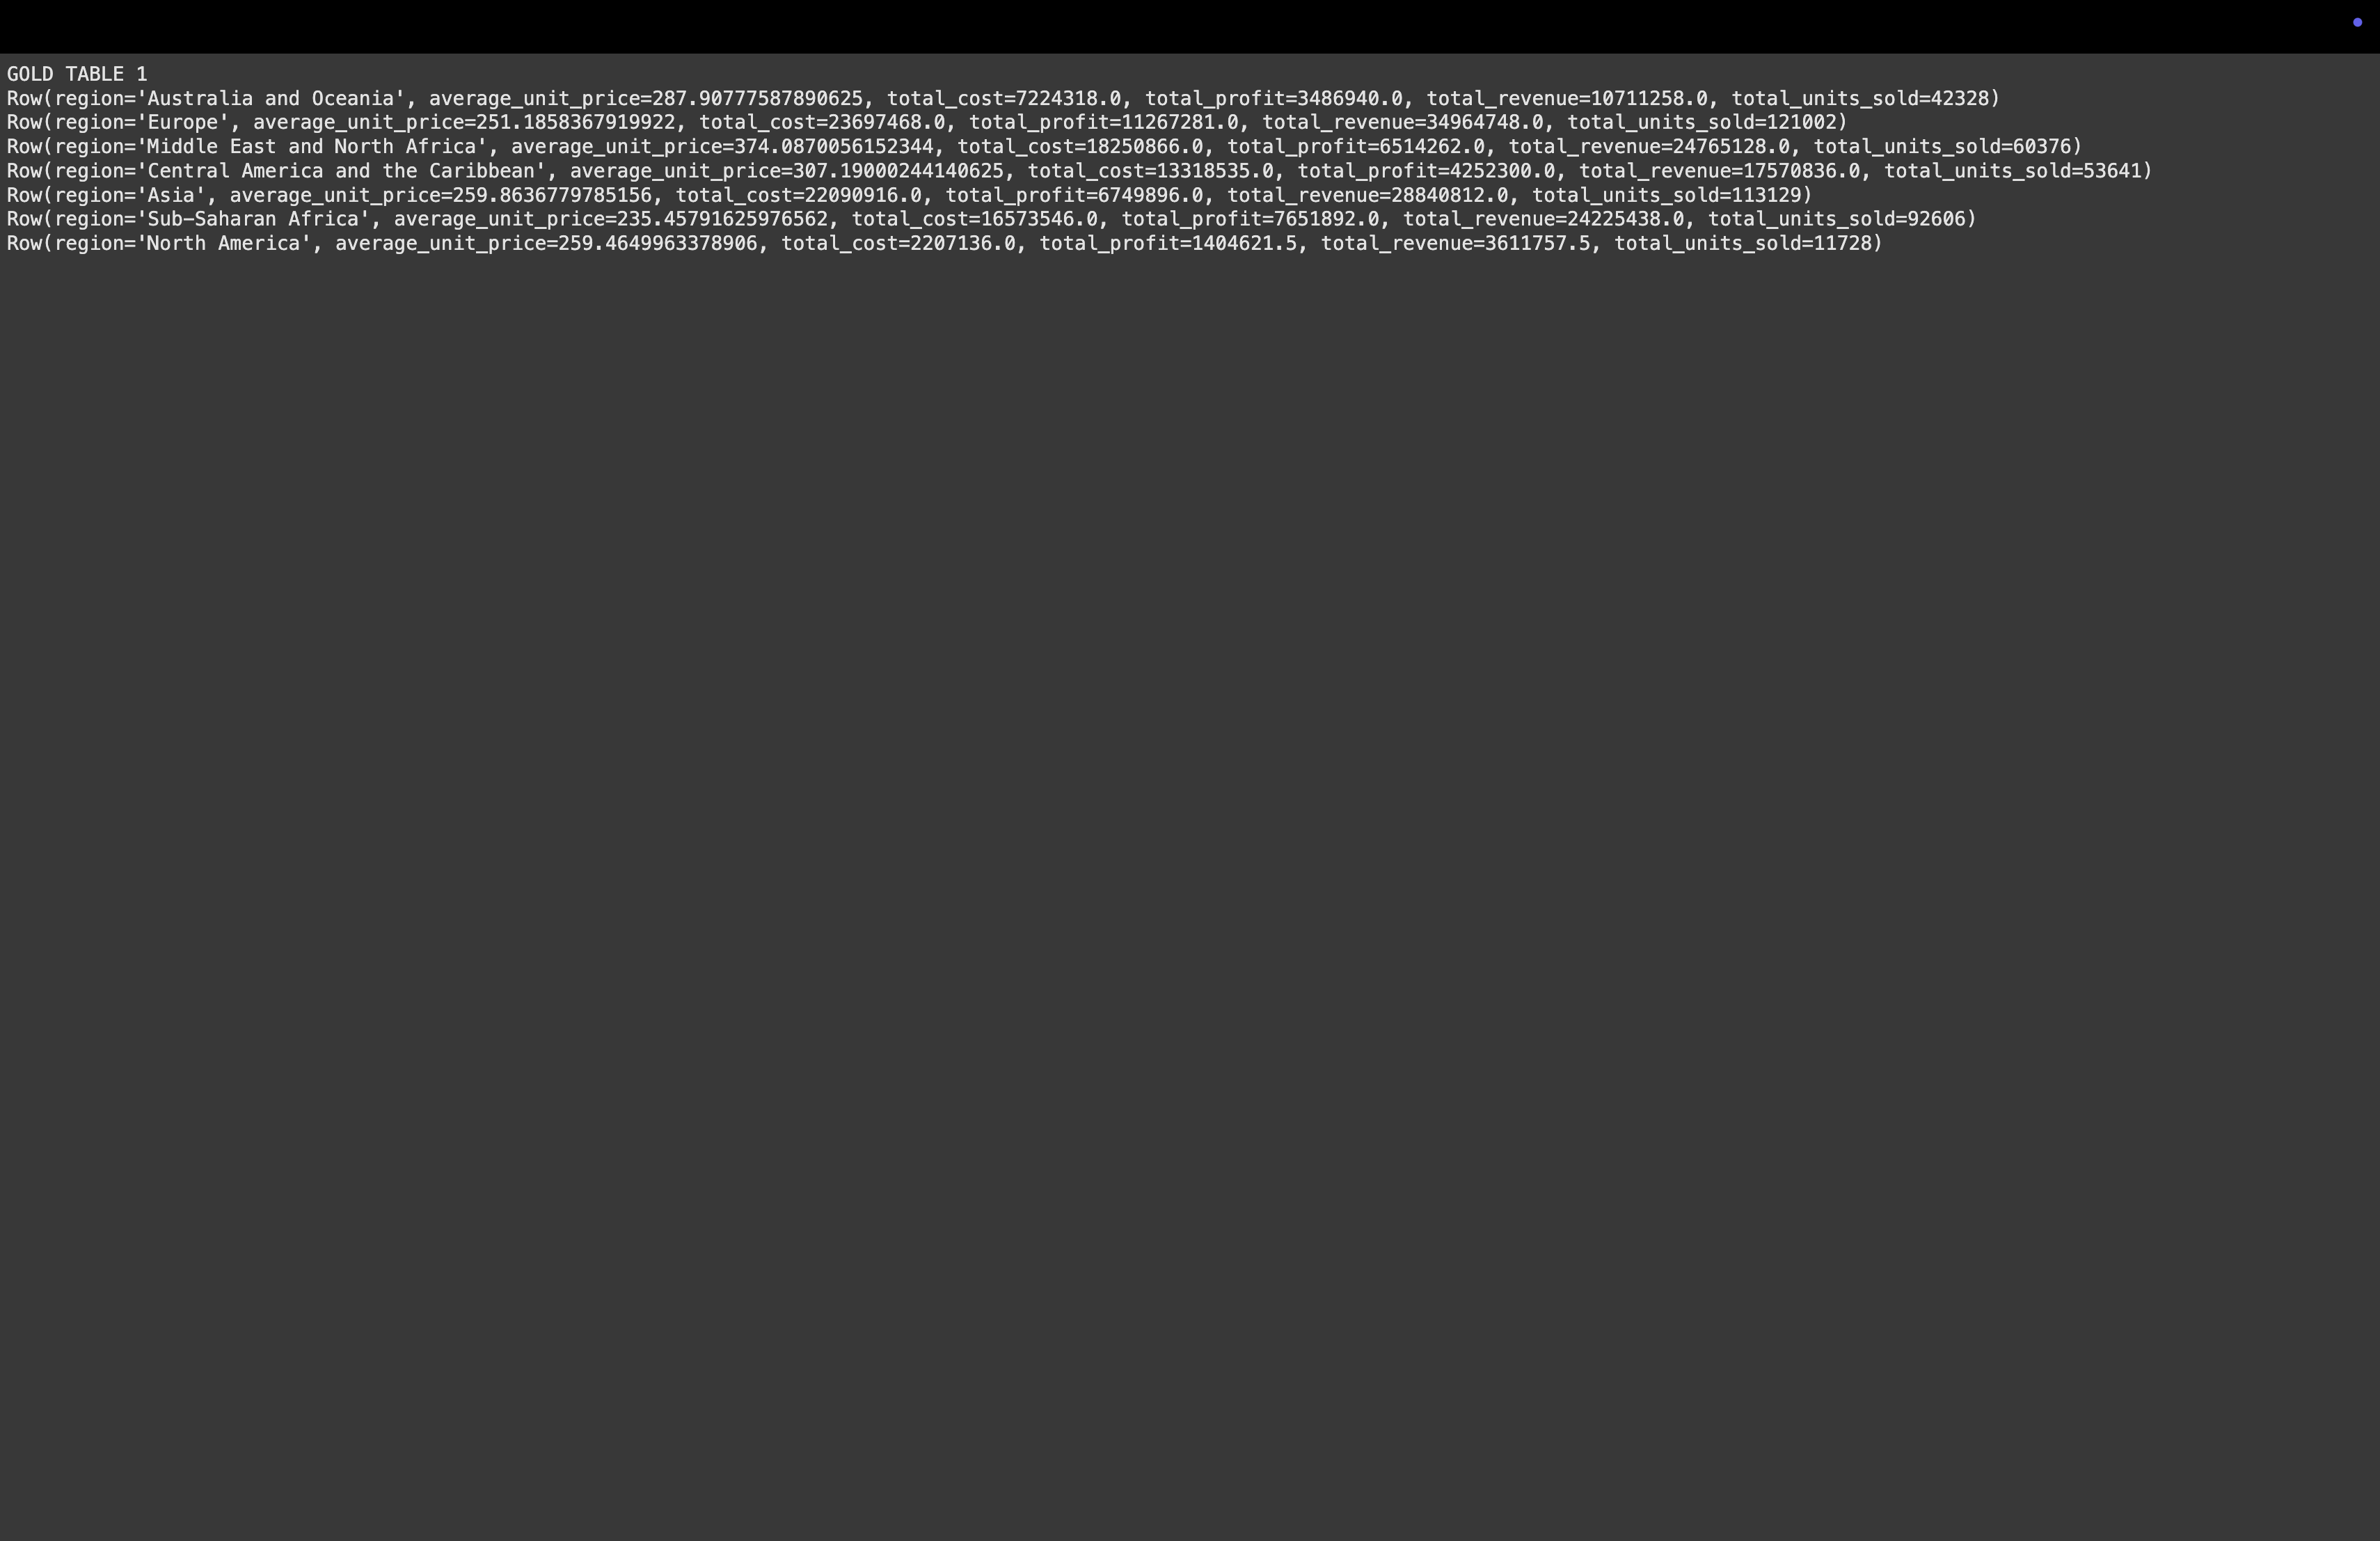 GOLD TABLE 1
Row(region='Australia and Oceania', average_unit_price=287.90777587890625, total_cost=7224318.0, total_profit=3486940.0, total_revenue=10711258.0, total_units_sold=42328)
Row(region='Europe', average_unit_price=251.1858367919922, total_cost=23697468.0, total_profit=11267281.0, total_revenue=34964748.0, total_units_sold=121002)
Row(region='Middle East and North Africa', average_unit_price=374.0870056152344, total_cost=18250866.0, total_profit=6514262.0, total_revenue=24765128.0, total_units_sold=60376)
Row(region='Central America and the Caribbean', average_unit_price=307.19000244140625, total_cost=13318535.0, total_profit=4252300.0, total_revenue=17570836.0, total_units_sold=53641)
Row(region='Asia', average_unit_price=259.8636779785156, total_cost=22090916.0, total_profit=6749896.0, total_revenue=28840812.0, total_units_sold=113129)
Row(region='Sub-Saharan Africa', average_unit_price=235.45791625976562, total_cost=16573546.0, total_profit=7651892.0, total_revenue=24225438.0, total_units_sold=92606)
Row(region='North America', average_unit_price=259.4649963378906, total_cost=2207136.0, total_profit=1404621.5, total_revenue=3611757.5, total_units_sold=11728)